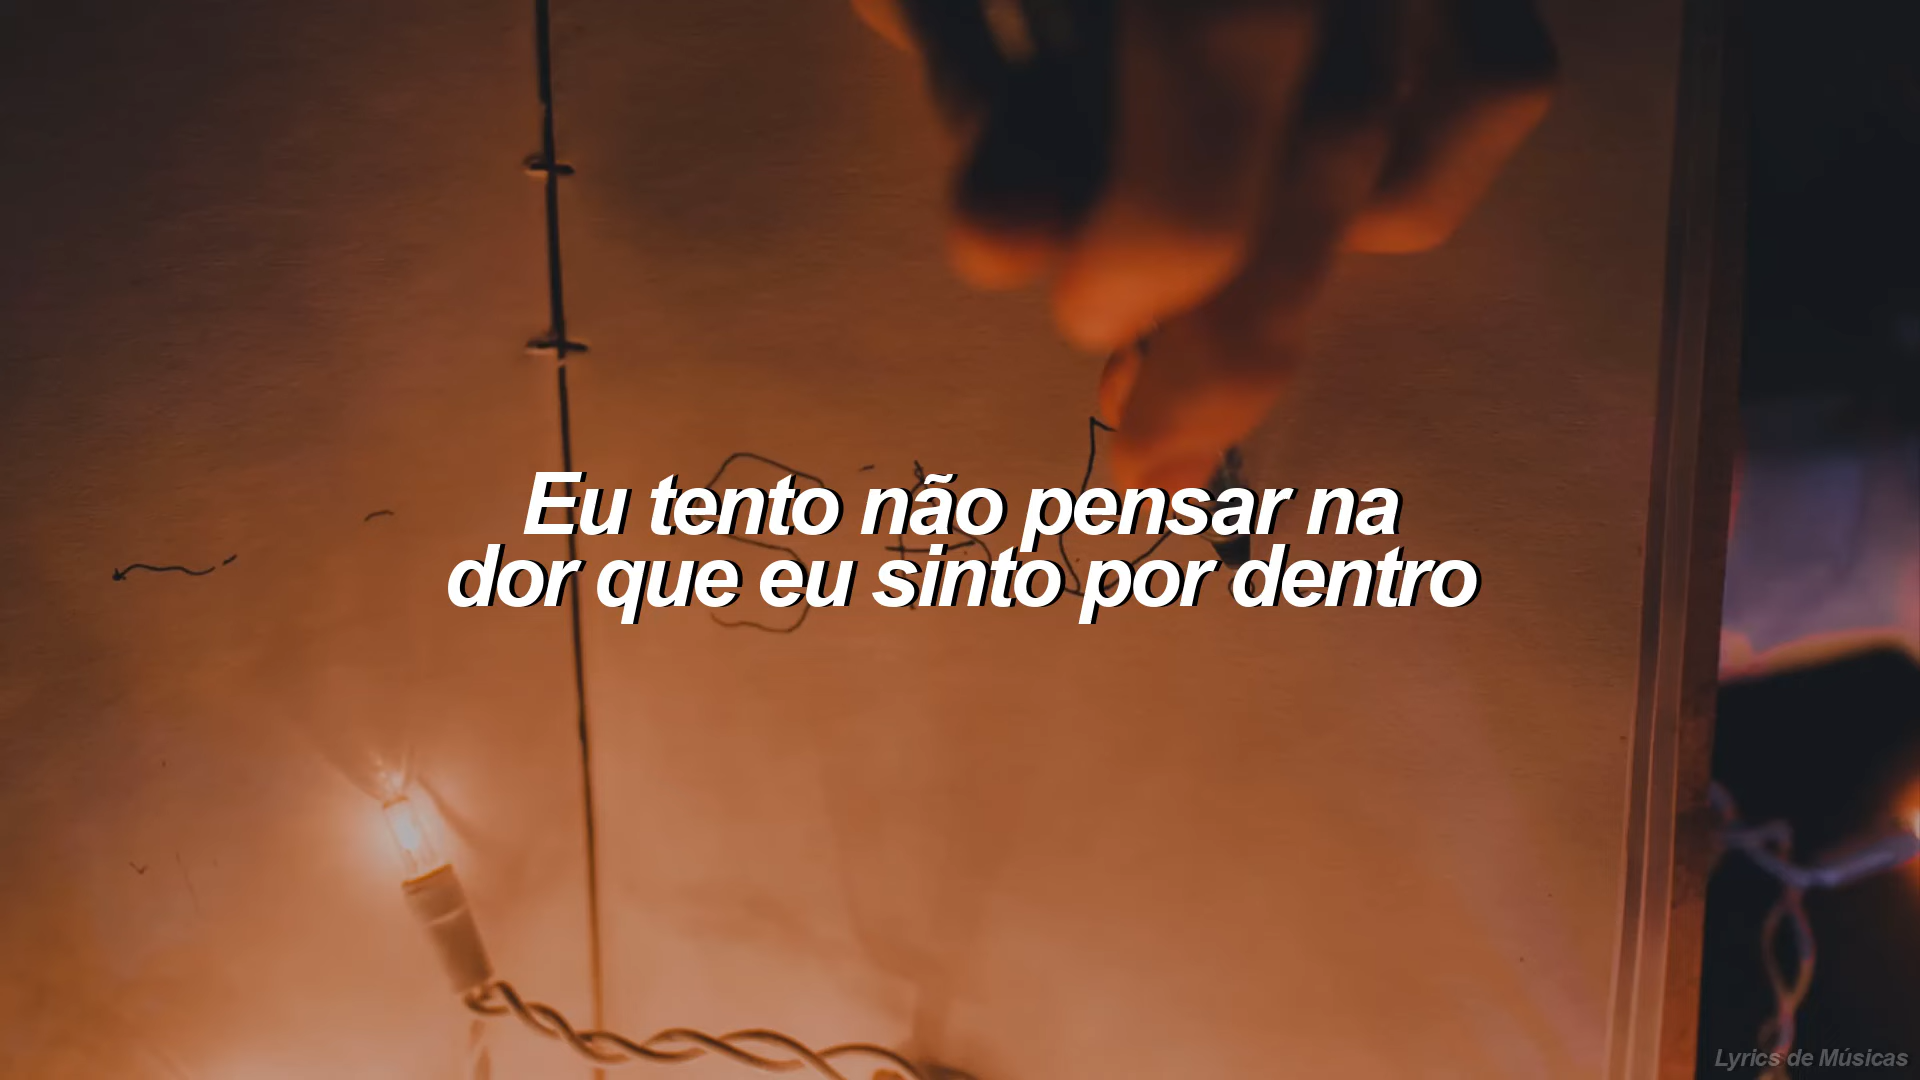 Eu tento não pensar na
dor que eu sinto por dentro
Lyrics de Músicas